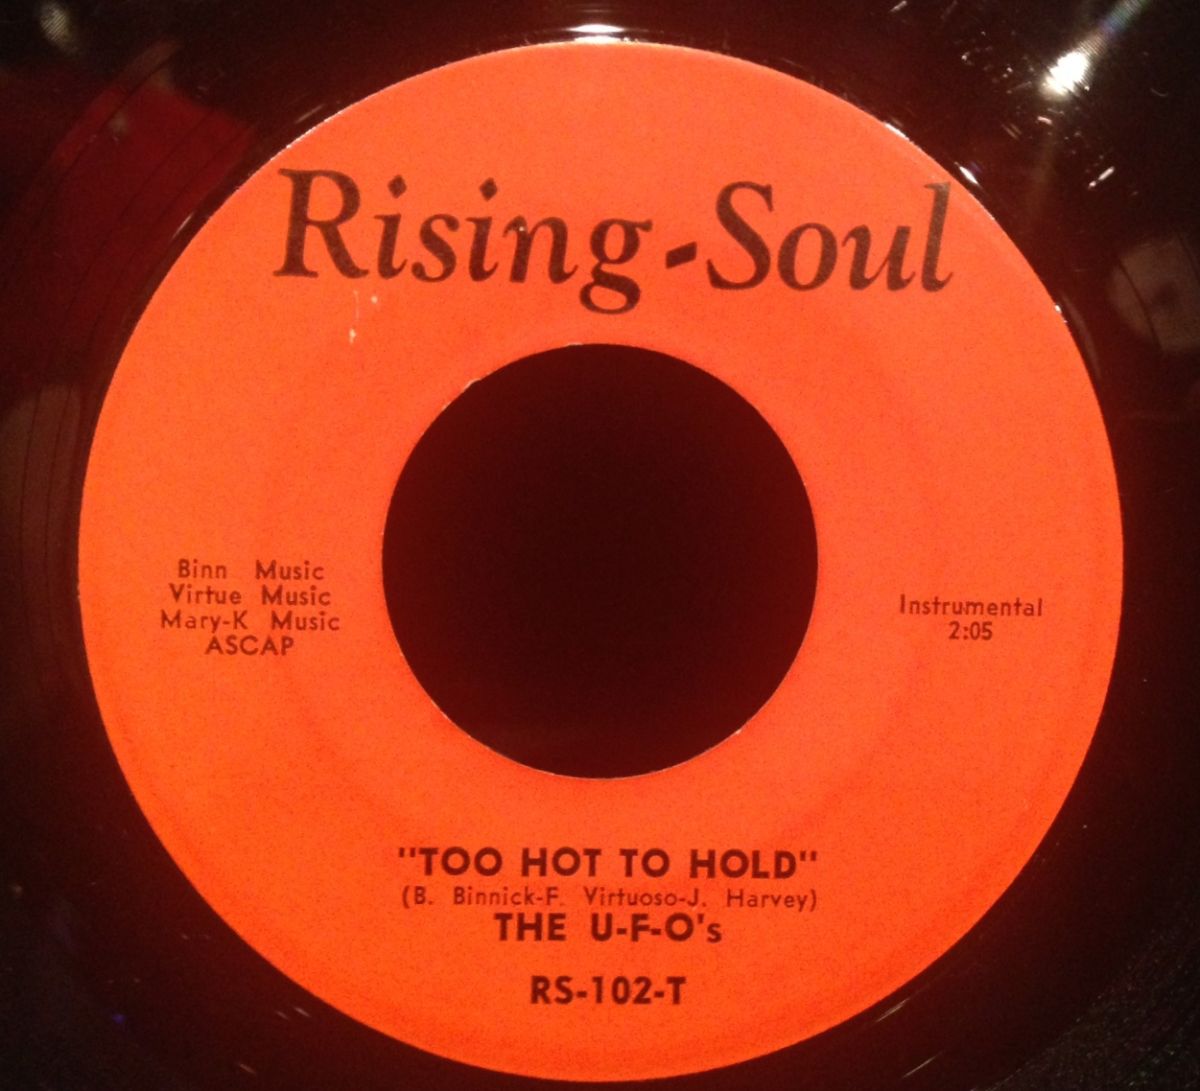 Rising-Soul
Binn Music
Virtue Music
Mary-K Music
ASCAP
Instrumental
2:05
"TOO HOT TO HOLD"
(B. Binnick-F. Virtuoso-J. Harvey)
THE U-F-O's
RS-102-T